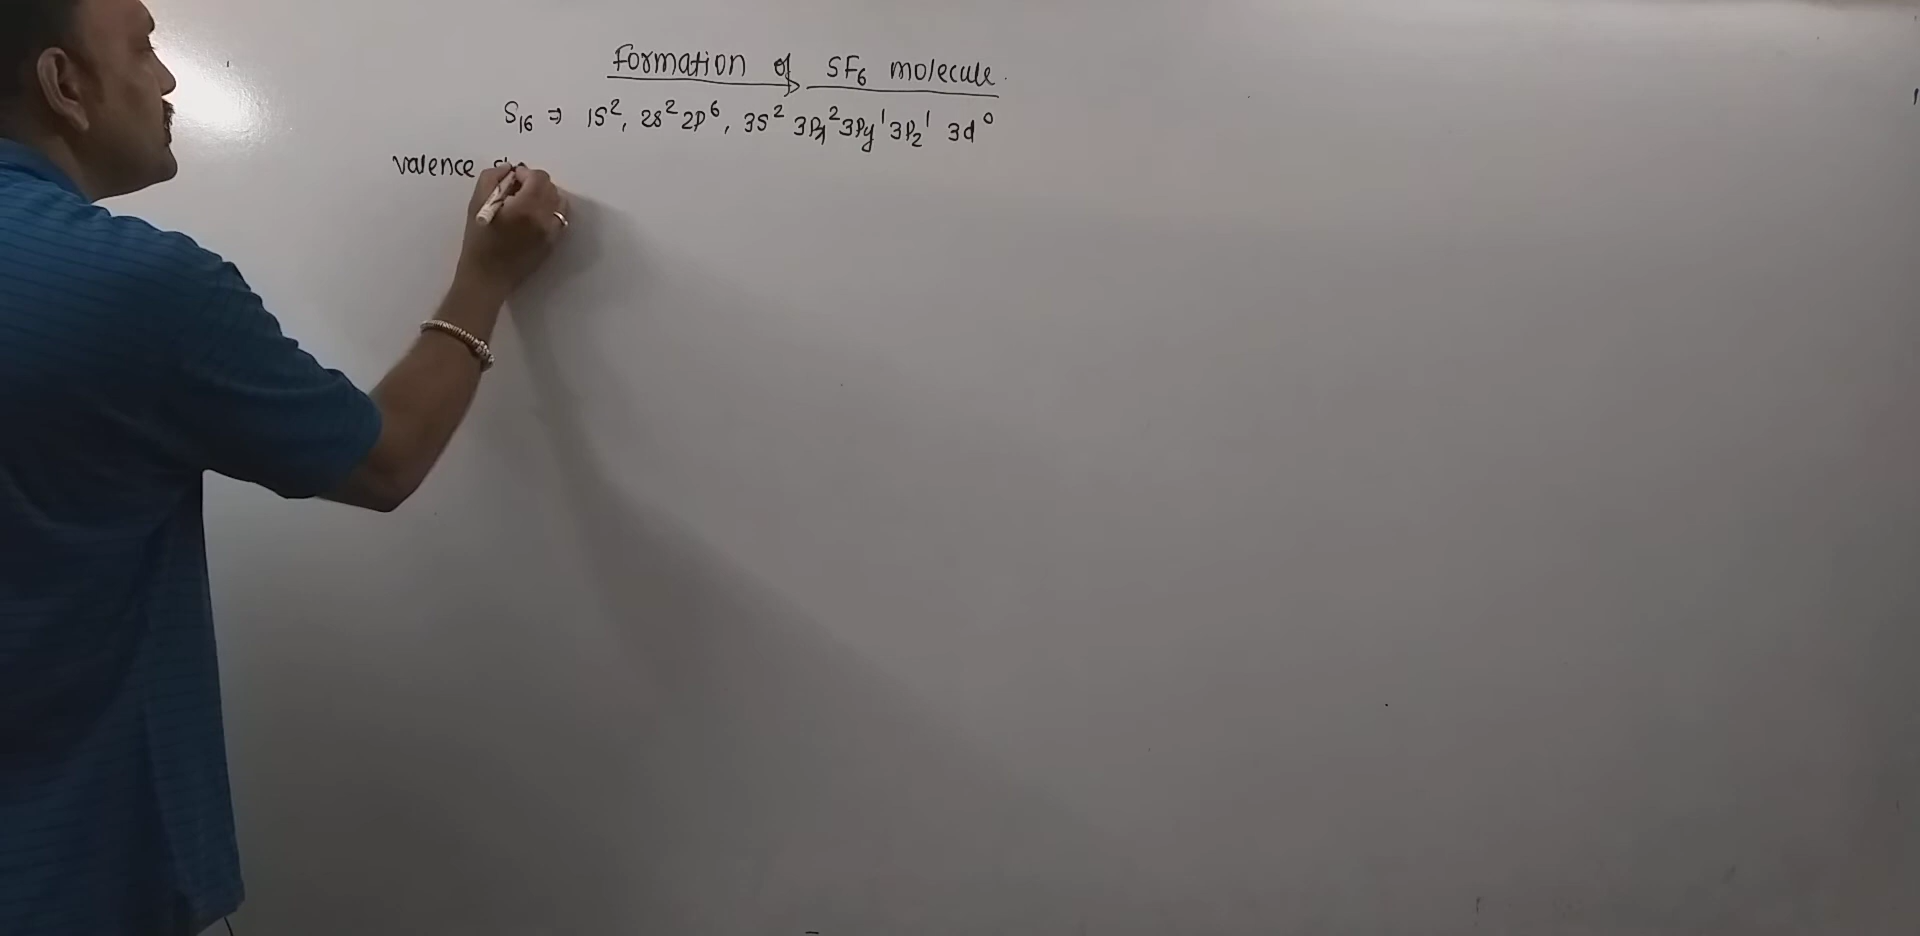 Formation of SF₆ molecule.
S₁₆ ⇒ 1S², 2s² 2p⁶, 3s² 3Px² 3Py¹ 3Pz¹ 3d⁰
valence